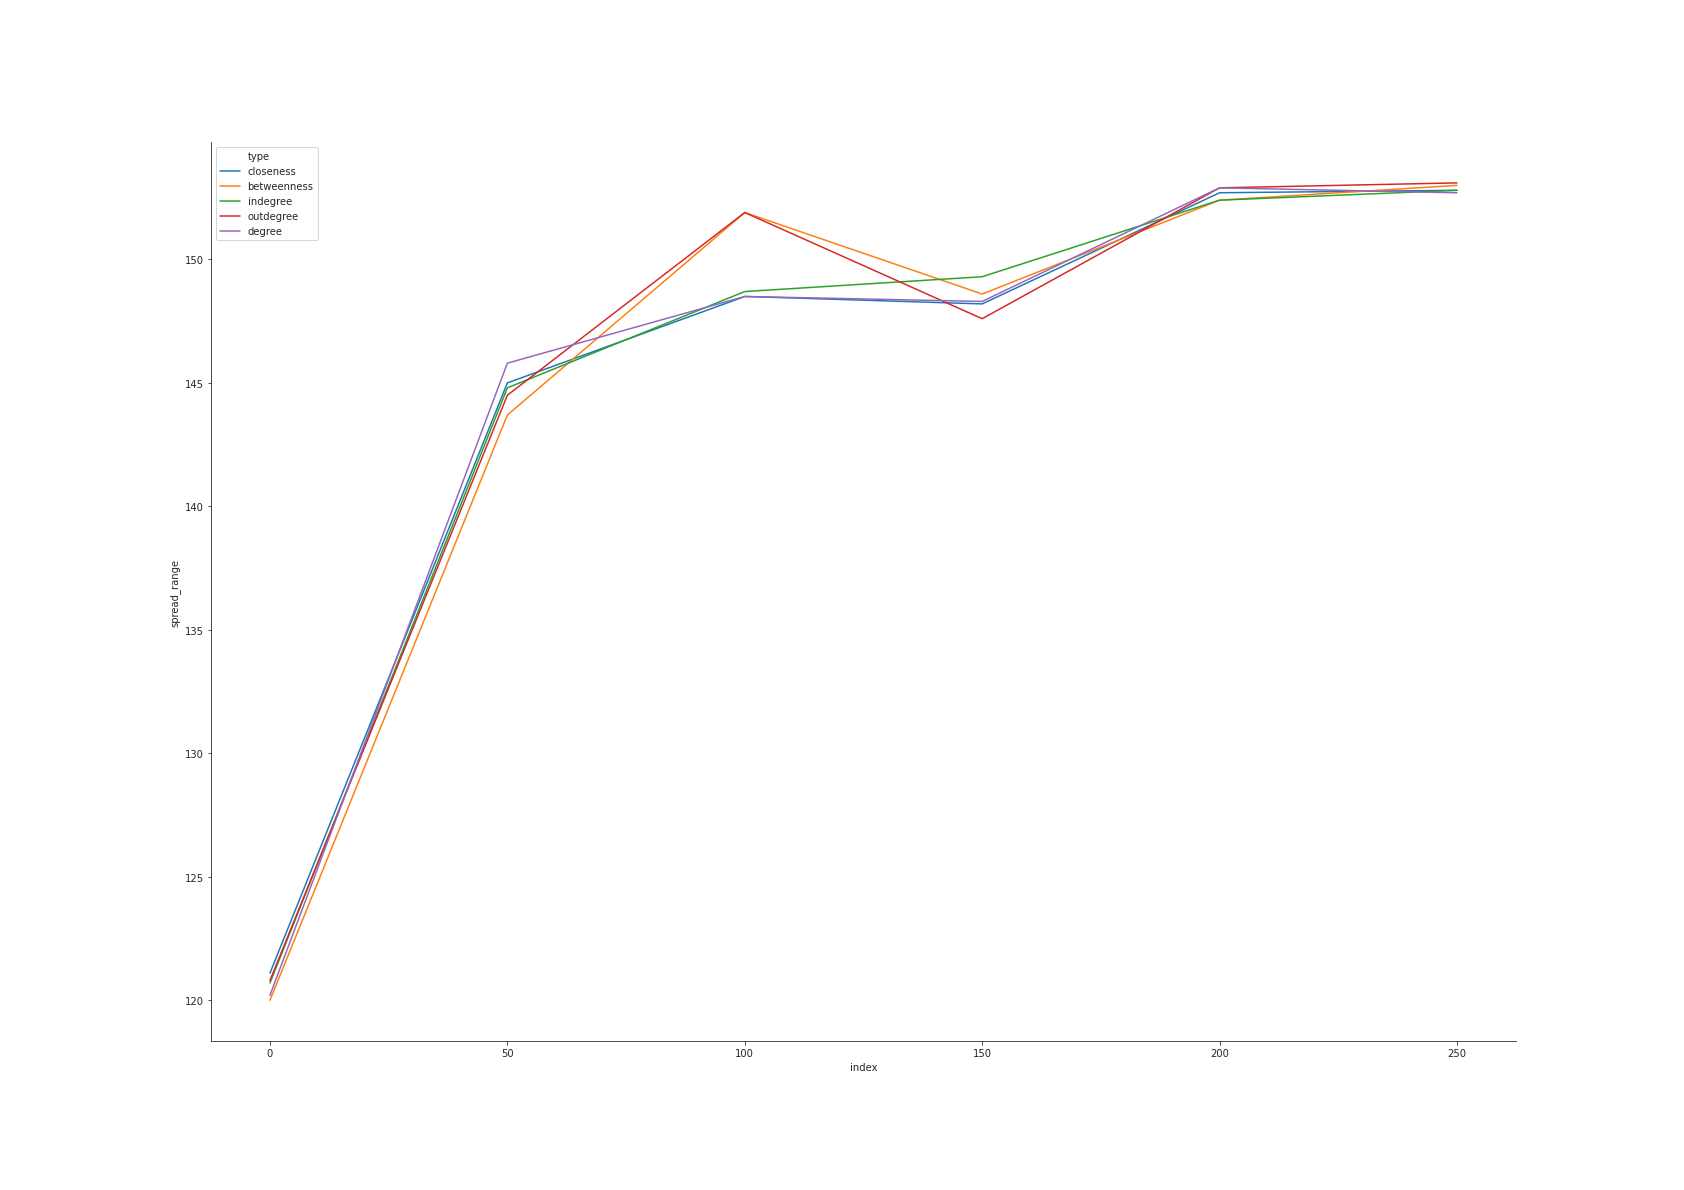 type
closeness
betweenness
indegree
outdegree
degree
150
145
140
135
130
125
120
spread_range
0 50 100 150 200 250
index